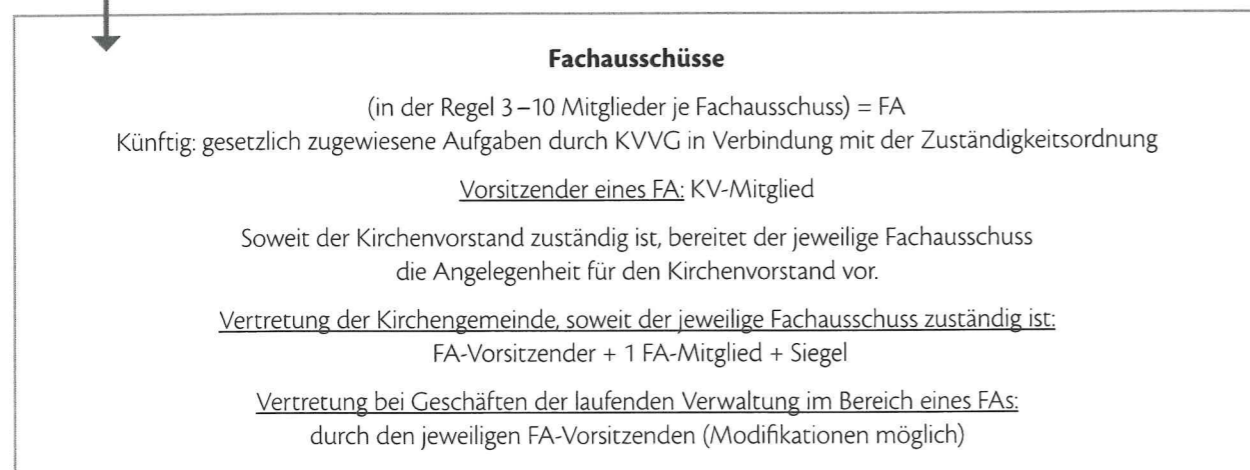 Fachausschüsse
(in der Regel 3–10 Mitglieder je Fachausschuss) = FA
Künftig: gesetzlich zugewiesene Aufgaben durch KVVG in Verbindung mit der Zuständigkeitsordnung
Vorsitzender eines FA: KV-Mitglied
Soweit der Kirchenvorstand zuständig ist, bereitet der jeweilige Fachausschuss
die Angelegenheit für den Kirchenvorstand vor.
Vertretung der Kirchengemeinde, soweit der jeweilige Fachausschuss zuständig ist:
FA-Vorsitzender + 1 FA-Mitglied + Siegel
Vertretung bei Geschäften der laufenden Verwaltung im Bereich eines FAs:
durch den jeweiligen FA-Vorsitzenden (Modifikationen möglich)